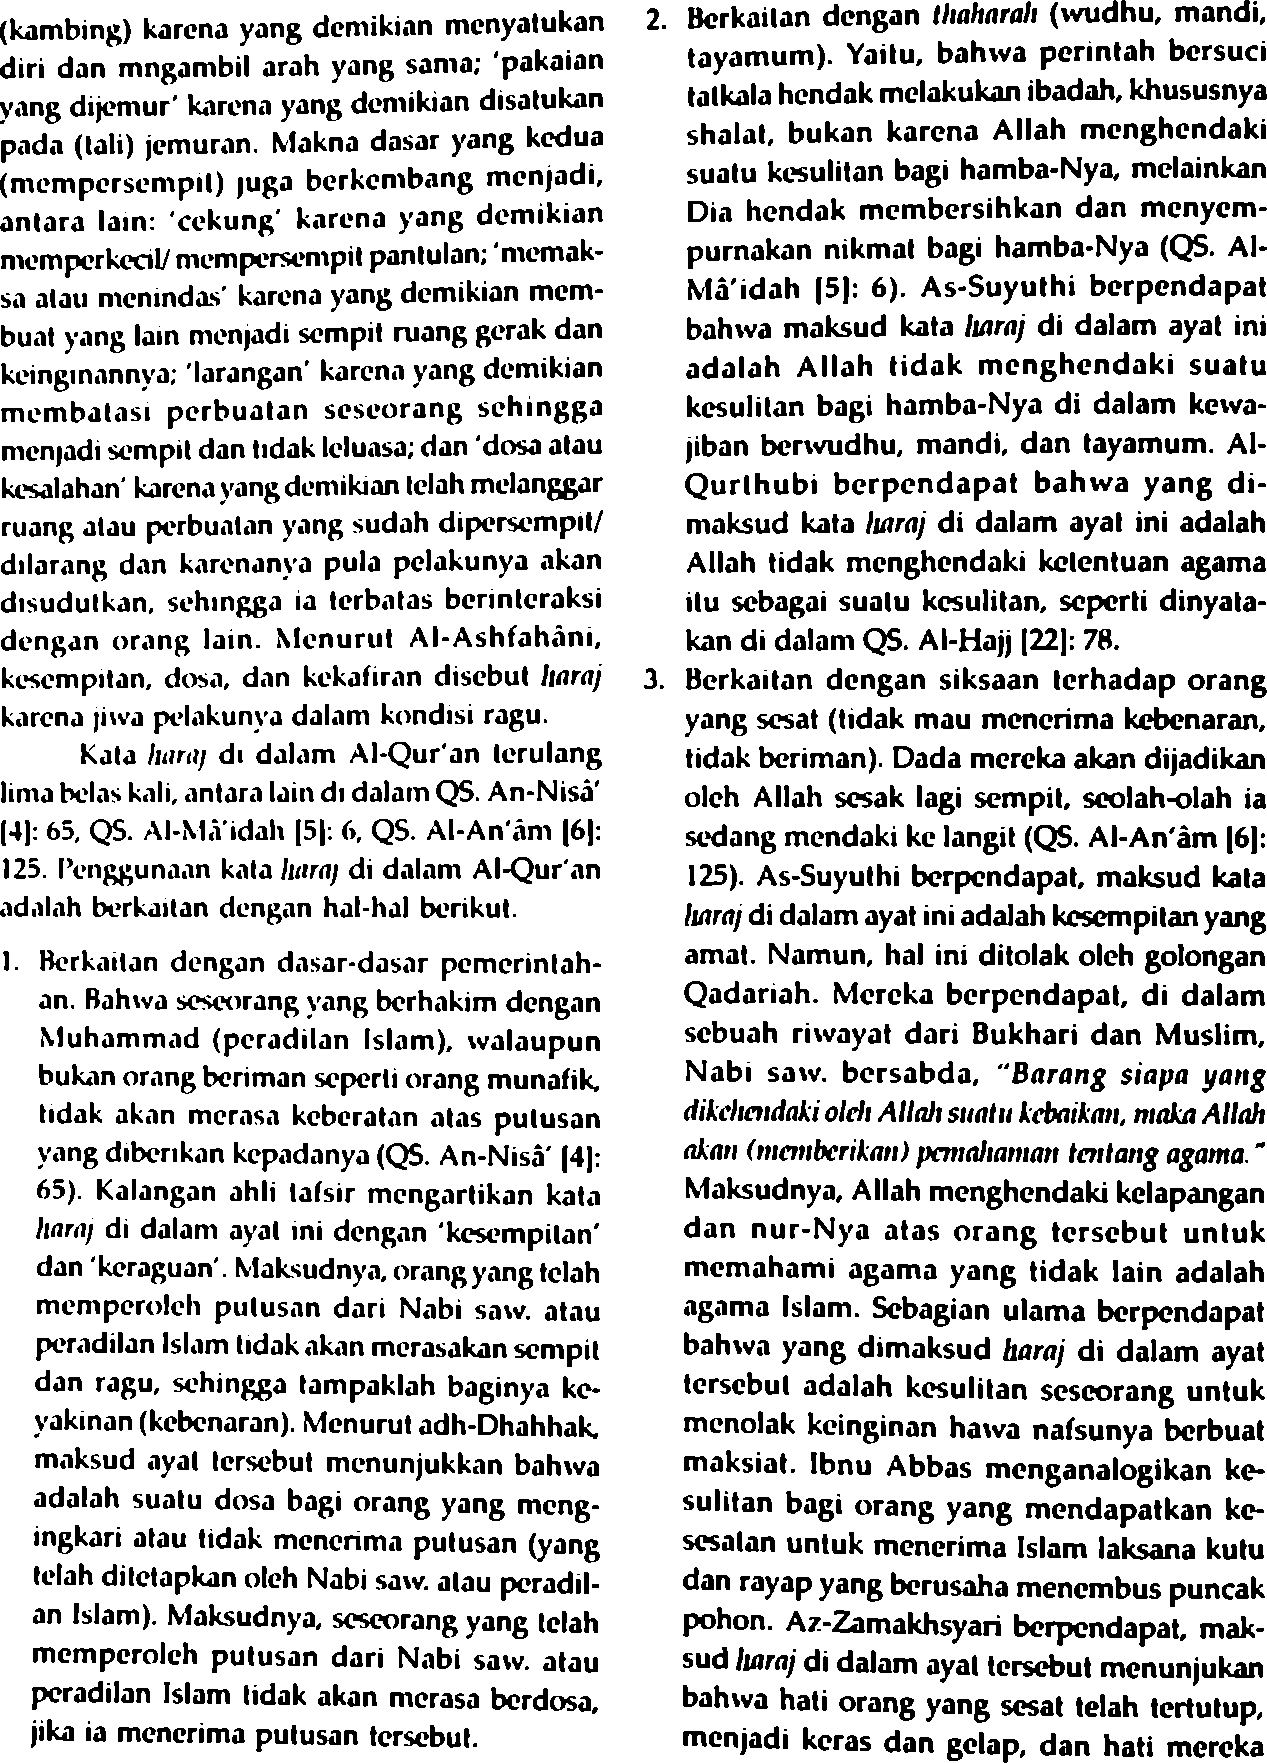 (kambing) karena yang demikian menyatukan
diri dan mngambil arah yang sama; 'pakaian
yang dijemur' karena yang demikian disatukan
pada (tali) jemuran. Makna dasar yang kedua
(mempersempit) juga berkembang menjadi,
antara lain: 'cekung' karena yang demikian
memperkecil/ mempersempit pantulan; 'memak-
sa atau menindas' karena yang demikian mem-
buat yang lain menjadi sempit ruang gerak dan
keinginannya; 'larangan' karena yang demikian
membatasi perbuatan seseorang sehingga
menjadi sempit dan tidak leluasa; dan 'dosa atau
kesalahan' karena yang demikian telah melanggar
ruang atau perbuatan yang sudah dipersempit/
dilarang dan karenanya pula pelakunya akan
disudutkan, sehingga ia terbatas berinteraksi
dengan orang lain. Menurut Al-Ashfahâni,
kesempitan, dosa, dan kekafiran disebut haraj
karena jiwa pelakunya dalam kondisi ragu.
Kata haraj di dalam Al-Qur'an terulang
lima belas kali, antara lain di dalam QS. An-Nisâ'
[4]: 65, QS. Al-Mâ'idah [5]: 6, QS. Al-An'âm [6]:
125. Penggunaan kata haraj di dalam Al-Qur'an
adalah berkaitan dengan hal-hal berikut.
1. Berkaitan dengan dasar-dasar pemerintah-
an. Bahwa seseorang yang berhakim dengan
Muhammad (peradilan Islam), walaupun
bukan orang beriman seperti orang munafik,
tidak akan merasa keberatan atas putusan
yang diberikan kepadanya (QS. An-Nisâ' [4]:
65). Kalangan ahli tafsir mengartikan kata
haraj di dalam ayat ini dengan 'kesempitan'
dan 'keraguan'. Maksudnya, orang yang telah
memperoleh putusan dari Nabi saw. atau
peradilan Islam tidak akan merasakan sempit
dan ragu, sehingga tampaklah baginya ke-
yakinan (kebenaran). Menurut adh-Dhahhak,
maksud ayat tersebut menunjukkan bahwa
adalah suatu dosa bagi orang yang meng-
ingkari atau tidak menerima putusan (yang
telah ditetapkan oleh Nabi saw. atau peradil-
an Islam). Maksudnya, seseorang yang telah
memperoleh putusan dari Nabi saw. atau
peradilan Islam tidak akan merasa berdosa,
jika ia menerima putusan tersebut.
2. Berkaitan dengan thaharah (wudhu, mandi,
tayamum). Yaitu, bahwa perintah bersuci
talkala hendak melakukan ibadah, khususnya
shalat, bukan karena Allah menghendaki
suatu kesulitan bagi hamba-Nya, melainkan
Dia hendak membersihkan dan menyem-
purnakan nikmat bagi hamba-Nya (QS. Al-
Mâ'idah [5]: 6). As-Suyuthi berpendapat
bahwa maksud kata haraj di dalam ayat ini
adalah Allah tidak menghendaki suatu
kesulitan bagi hamba-Nya di dalam kewa-
jiban berwudhu, mandi, dan tayamum. Al-
Qurthubi berpendapat bahwa yang di-
maksud kata haraj di dalam ayat ini adalah
Allah tidak menghendaki ketentuan agama
itu sebagai suatu kesulitan, seperti dinyata-
kan di dalam QS. Al-Hajj [22]: 78.
3. Berkaitan dengan siksaan terhadap orang
yang sesat (tidak mau menerima kebenaran,
tidak beriman). Dada mereka akan dijadikan
oleh Allah sesak lagi sempit, seolah-olah ia
sedang mendaki ke langit (QS. Al-An'âm [6]:
125). As-Suyuthi berpendapat, maksud kata
haraj di dalam ayat ini adalah kesempitan yang
amat. Namun, hal ini ditolak oleh golongan
Qadariah. Mereka berpendapat, di dalam
sebuah riwayat dari Bukhari dan Muslim,
Nabi saw. bersabda, "Barang siapa yang
dikehendaki oleh Allah suatu kebaikan, maka Allah
akan (memberikan) pemahaman tentang agama."
Maksudnya, Allah menghendaki kelapangan
dan nur-Nya atas orang tersebut untuk
memahami agama yang tidak lain adalah
agama Islam. Sebagian ulama berpendapat
bahwa yang dimaksud haraj di dalam ayat
tersebut adalah kesulitan seseorang untuk
menolak keinginan hawa nafsunya berbuat
maksiat. Ibnu Abbas menganalogikan ke-
sulitan bagi orang yang mendapatkan ke-
sesatan untuk menerima Islam laksana kutu
dan rayap yang berusaha menembus puncak
pohon. Az-Zamakhsyari berpendapat, mak-
sud haraj di dalam ayat tersebut menunjukan
bahwa hati orang yang sesat telah tertutup,
menjadi keras dan gelap, dan hati mereka